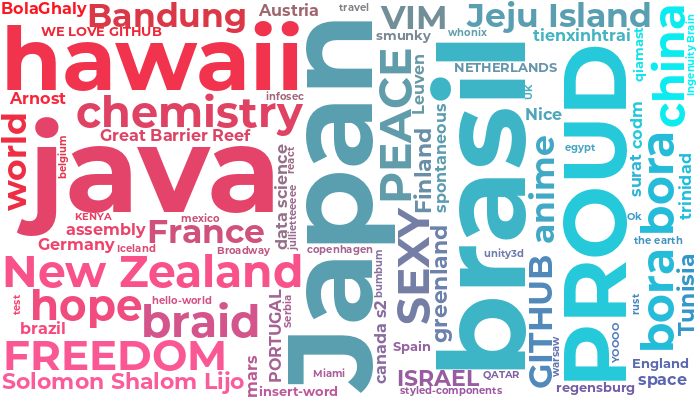 BolaGhaly
Bandung
Austria
travel
VIM
Jeju Island
china
Ingenuity Brain
WE LOVE GITHUB
hawaii
smunky
whonix
tienxinhtrai
qiamast
Japan
PEACE
Leuven
brasil
NETHERLANDS
UK
PROUD
Arnost
infosec
chemistry
Great Barrier Reef
world
java
belgium
data science
react
jullietteeeee
Finland
spontaneous
Nice
anime
egypt
surat codm
bora bora
trinidad
KENYA
mexico
assembly
France
Germany
Iceland
Broadway
copenhagen
SEXY
greenland
unity3d
GITHUB
Ok
the earth
Tunisia
New Zealand
bumbum
test
hope
hello-world
braid
PORTUGAL
serbia
canada s2
rust
brazil
YOOOO
FREEDOM
Spain
warsaw
mars
Miami
ISRAEL
QATAR
England
Solomon Shalom Lijo
insert-word
styled-components
regensburg
space